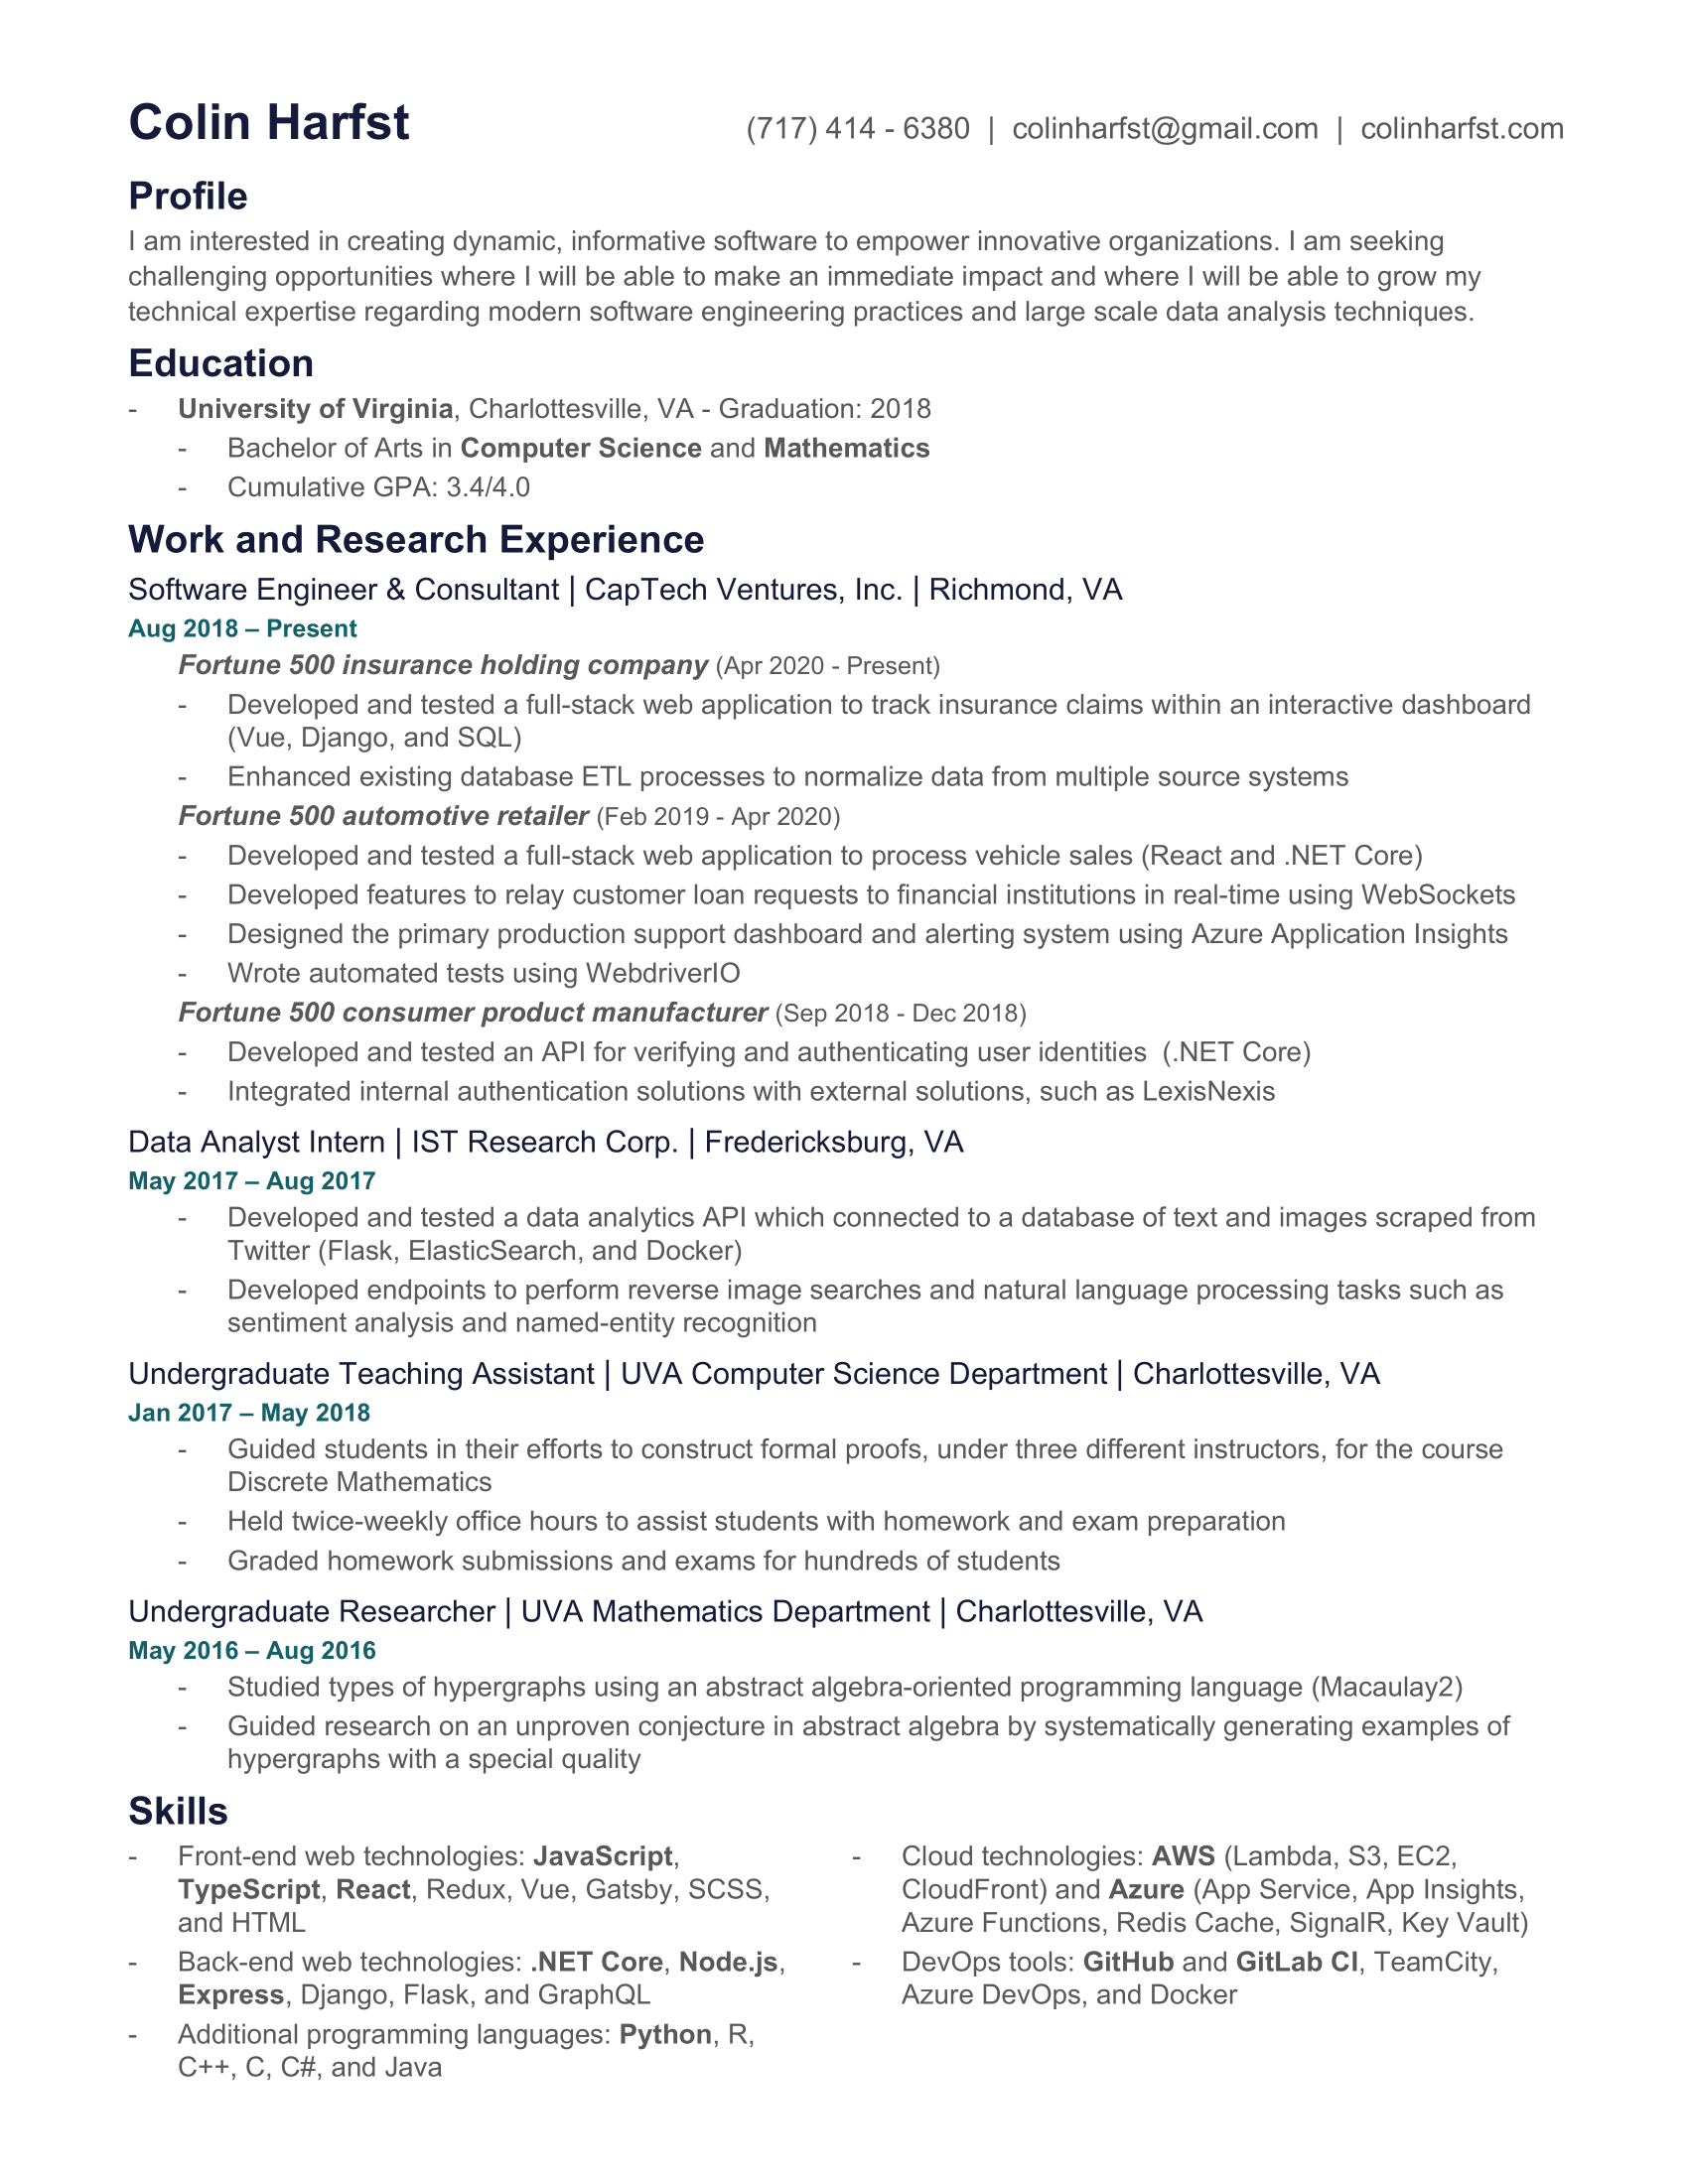 Colin Harfst
(717) 414 - 6380 | colinharfst@gmail.com | colinharfst.com
Profile
I am interested in creating dynamic, informative software to empower innovative organizations. I am seeking
challenging opportunities where I will be able to make an immediate impact and where I will be able to grow my
technical expertise regarding modern software engineering practices and large scale data analysis techniques.
Education
- University of Virginia, Charlottesville, VA - Graduation: 2018
- Bachelor of Arts in Computer Science and Mathematics
- Cumulative GPA: 3.4/4.0
Work and Research Experience
Software Engineer & Consultant | CapTech Ventures, Inc. | Richmond, VA
Aug 2018 – Present
Fortune 500 insurance holding company (Apr 2020 - Present)
- Developed and tested a full-stack web application to track insurance claims within an interactive dashboard
(Vue, Django, and SQL)
- Enhanced existing database ETL processes to normalize data from multiple source systems
Fortune 500 automotive retailer (Feb 2019 - Apr 2020)
- Developed and tested a full-stack web application to process vehicle sales (React and .NET Core)
- Developed features to relay customer loan requests to financial institutions in real-time using WebSockets
- Designed the primary production support dashboard and alerting system using Azure Application Insights
- Wrote automated tests using WebdriverIO
Fortune 500 consumer product manufacturer (Sep 2018 - Dec 2018)
- Developed and tested an API for verifying and authenticating user identities (.NET Core)
- Integrated internal authentication solutions with external solutions, such as LexisNexis
Data Analyst Intern | IST Research Corp. | Fredericksburg, VA
May 2017 – Aug 2017
- Developed and tested a data analytics API which connected to a database of text and images scraped from
Twitter (Flask, ElasticSearch, and Docker)
- Developed endpoints to perform reverse image searches and natural language processing tasks such as
sentiment analysis and named-entity recognition
Undergraduate Teaching Assistant | UVA Computer Science Department | Charlottesville, VA
Jan 2017 – May 2018
- Guided students in their efforts to construct formal proofs, under three different instructors, for the course
Discrete Mathematics
- Held twice-weekly office hours to assist students with homework and exam preparation
- Graded homework submissions and exams for hundreds of students
Undergraduate Researcher | UVA Mathematics Department | Charlottesville, VA
May 2016 – Aug 2016
- Studied types of hypergraphs using an abstract algebra-oriented programming language (Macaulay2)
- Guided research on an unproven conjecture in abstract algebra by systematically generating examples of
hypergraphs with a special quality
Skills
- Front-end web technologies: JavaScript,
TypeScript, React, Redux, Vue, Gatsby, SCSS,
and HTML
- Back-end web technologies: .NET Core, Node.js,
Express, Django, Flask, and GraphQL
- Additional programming languages: Python, R,
C++, C, C#, and Java
- Cloud technologies: AWS (Lambda, S3, EC2,
CloudFront) and Azure (App Service, App Insights,
Azure Functions, Redis Cache, SignalR, Key Vault)
- DevOps tools: GitHub and GitLab CI, TeamCity,
Azure DevOps, and Docker